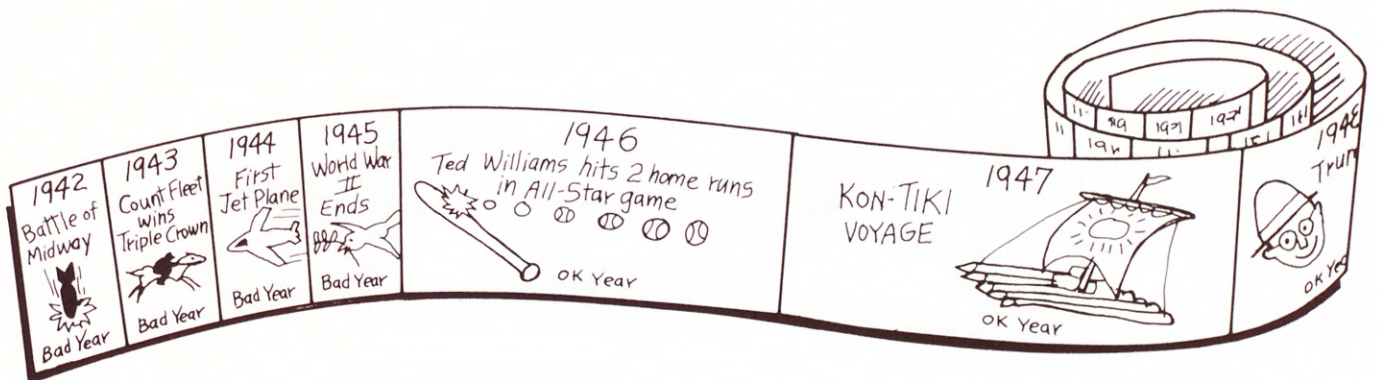 1942
Battle of
Midway
Bad Year
1943
Count Fleet
wins
Triple Crown
Bad Year
1944
First
Jet Plane
Bad Year
1945
World War
II
Ends
Bad Year
1946
Ted Williams hits 2 home runs
in All-Star game
OK Year
1947
KON-TIKI
VOYAGE
OK Year
OK